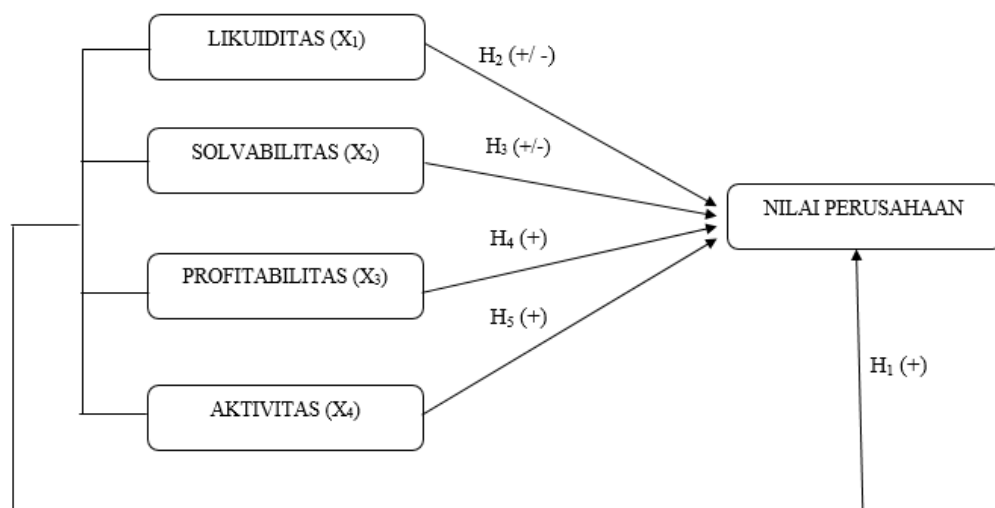 LIKUIDITAS (X₁)
H₂ (+/ -)
SOLVABILITAS (X₂)
H₃ (+/-)
NILAI PERUSAHAAN
PROFITABILITAS (X₃)
H₄ (+)
H₅ (+)
AKTIVITAS (X₄)
H₁ (+)